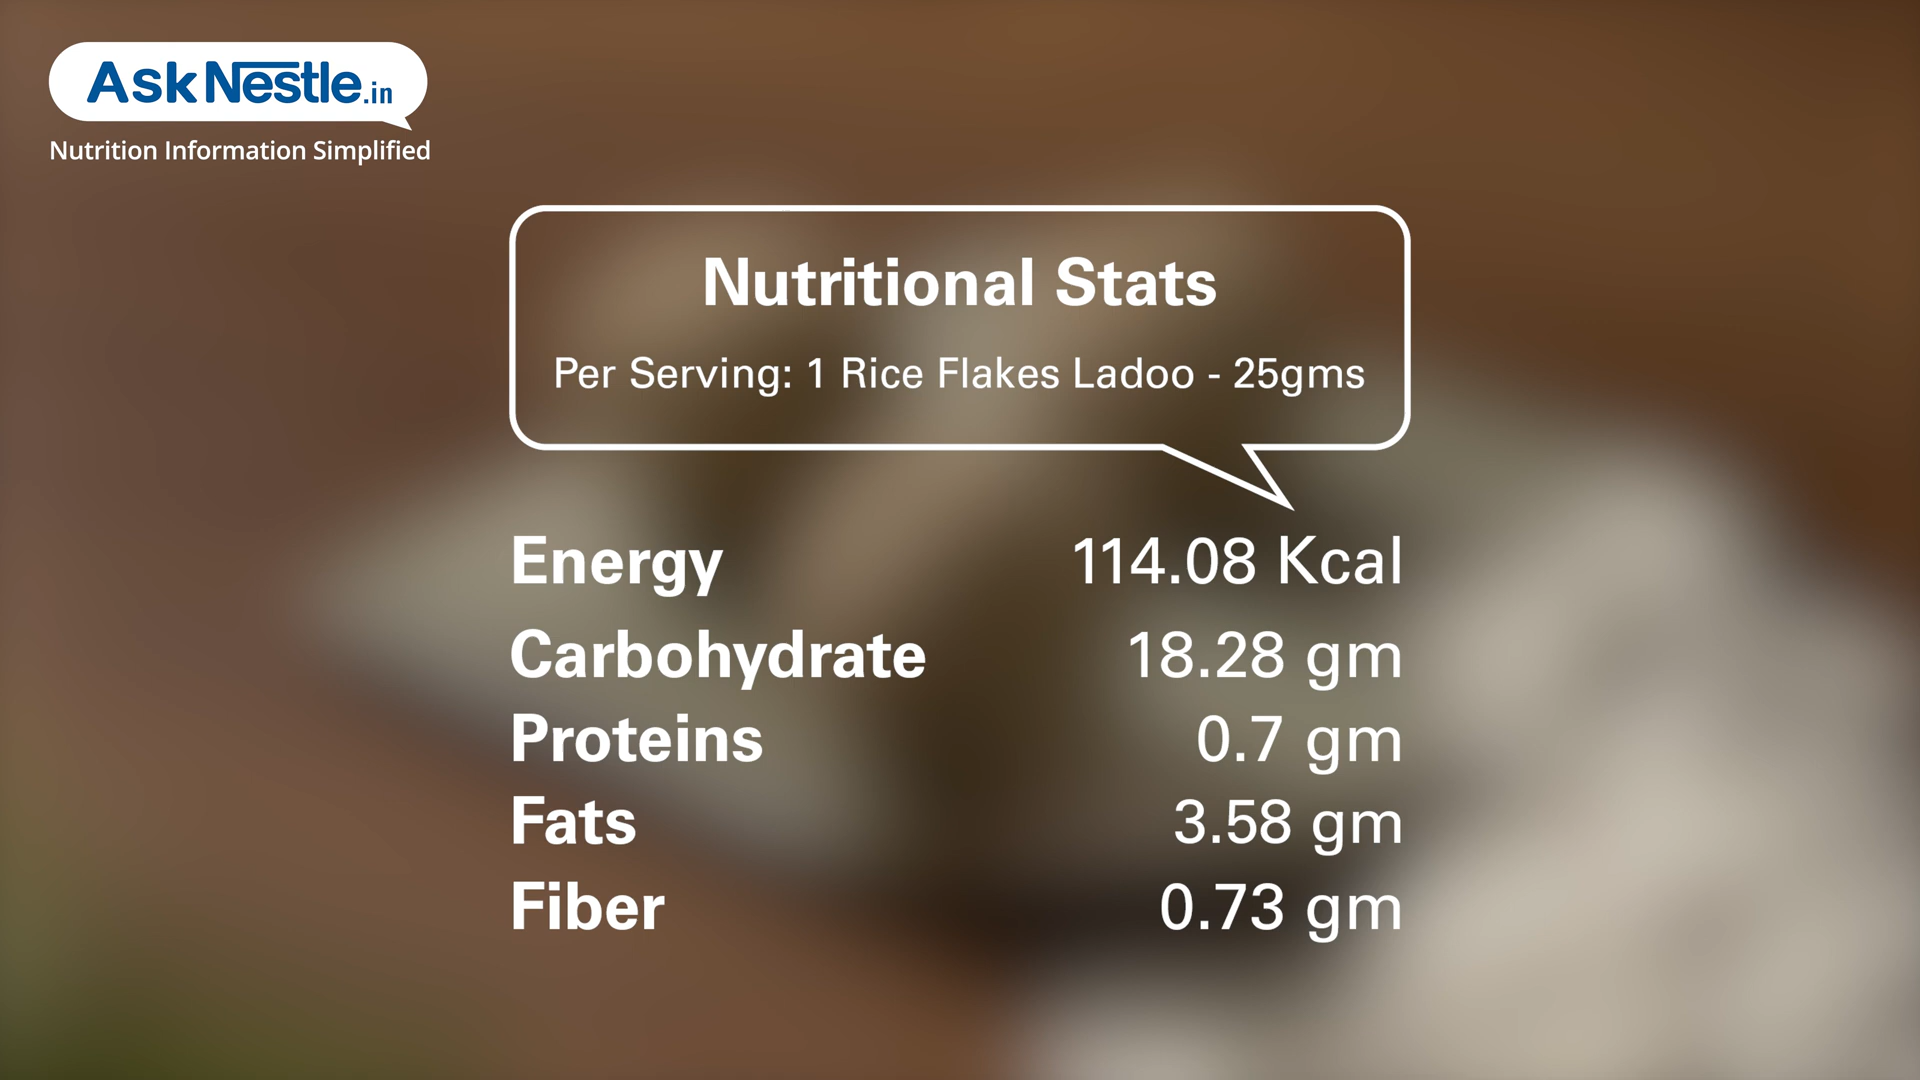 AskNestle.in
Nutrition Information Simplified
Nutritional Stats
Per Serving: 1 Rice Flakes Ladoo - 25gms
Energy 114.08 Kcal
Carbohydrate 18.28 gm
Proteins 0.7 gm
Fats 3.58 gm
Fiber 0.73 gm